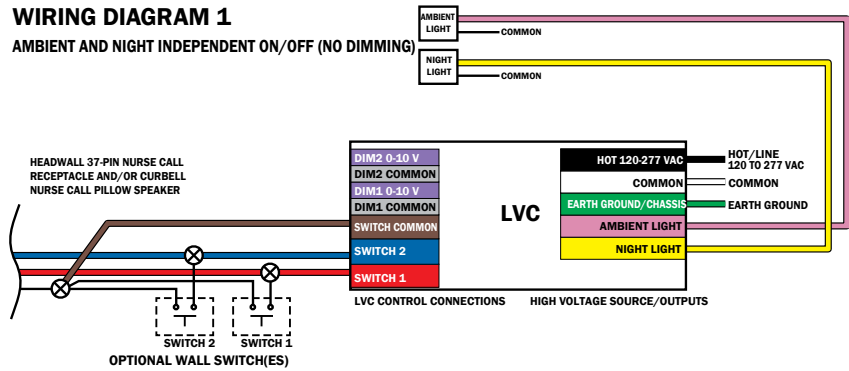 WIRING DIAGRAM 1
AMBIENT AND NIGHT INDEPENDENT ON/OFF (NO DIMMING)
AMBIENT
LIGHT
COMMON
NIGHT
LIGHT
COMMON
HEADWALL 37-PIN NURSE CALL
RECEPTACLE AND/OR CURBELL
NURSE CALL PILLOW SPEAKER
DIM2 0-10 V
DIM2 COMMON
DIM1 0-10 V
DIM1 COMMON
SWITCH COMMON
SWITCH 2
SWITCH 1
LVC
HOT 120-277 VAC
COMMON
EARTH GROUND/CHASSIS
AMBIENT LIGHT
NIGHT LIGHT
HOT/LINE
120 TO 277 VAC
COMMON
EARTH GROUND
LVC CONTROL CONNECTIONS
HIGH VOLTAGE SOURCE/OUTPUTS
SWITCH 2
SWITCH 1
OPTIONAL WALL SWITCH(ES)